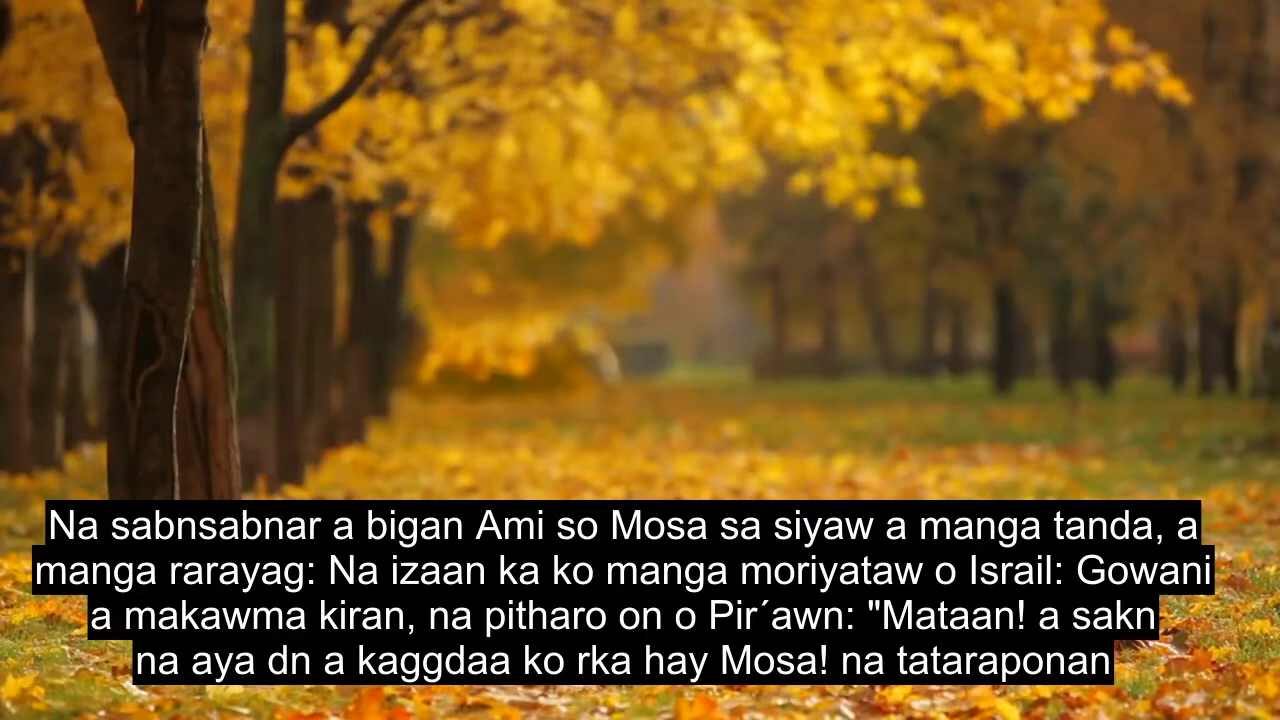 Na sabnsabnar a bigan Ami so Mosa sa siyaw a manga tanda, a
manga rarayag: Na izaan ka ko manga moriyataw o Israil: Gowani
a makawma kiran, na pitharo on o Pir´awn: "Mataan! a sakn
na aya dn a kaggdaa ko rka hay Mosa! na tataraponan